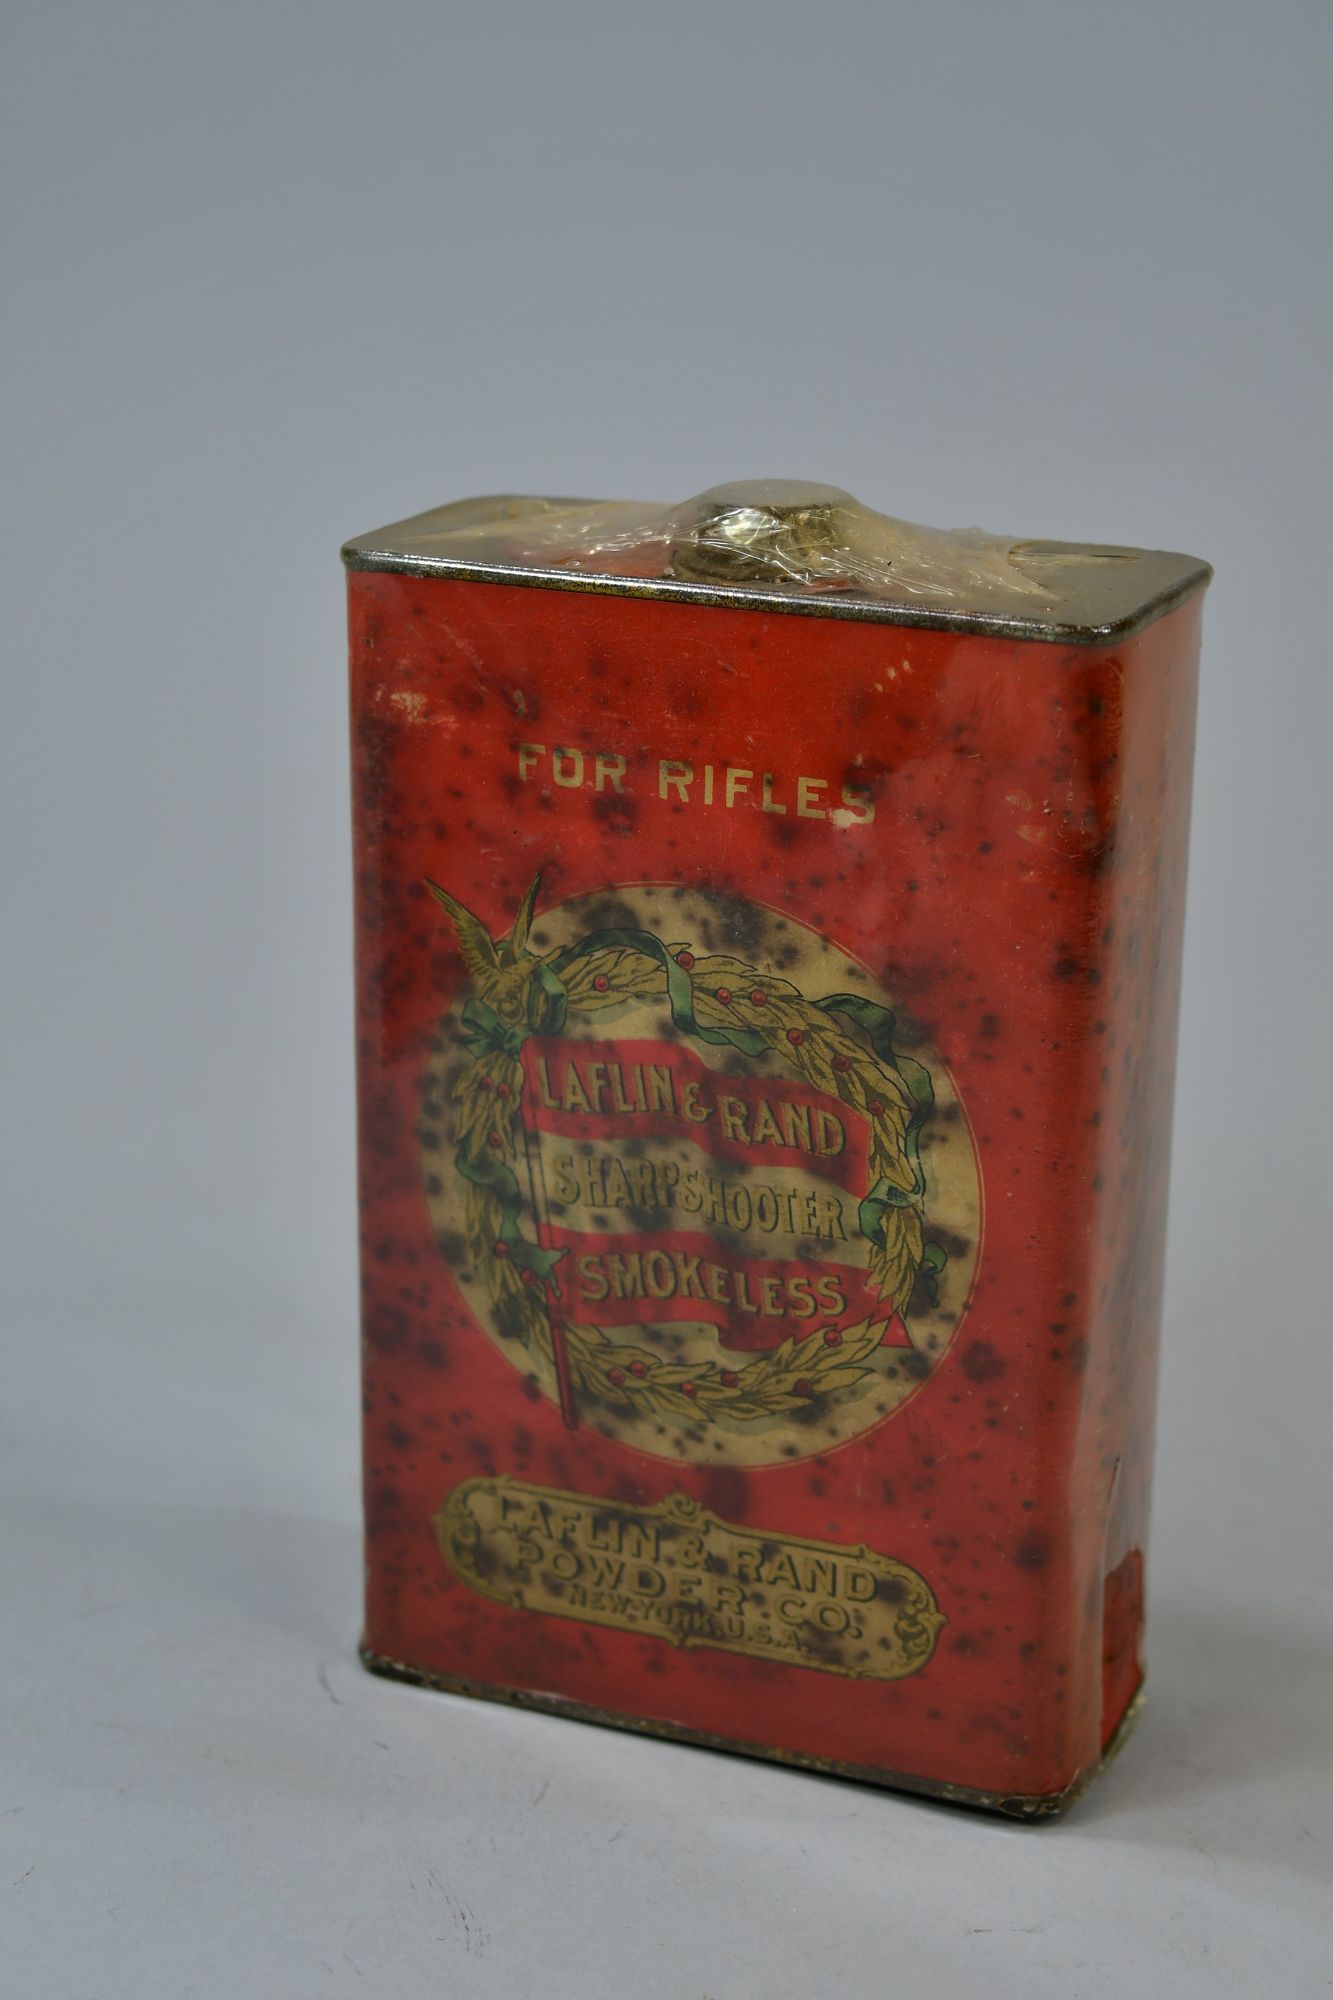 FOR RIFLES
LAFLIN & RAND
SHARPSHOOTER
SMOKELESS
LAFLIN & RAND
POWDER CO.
NEW-YORK, U.S.A.